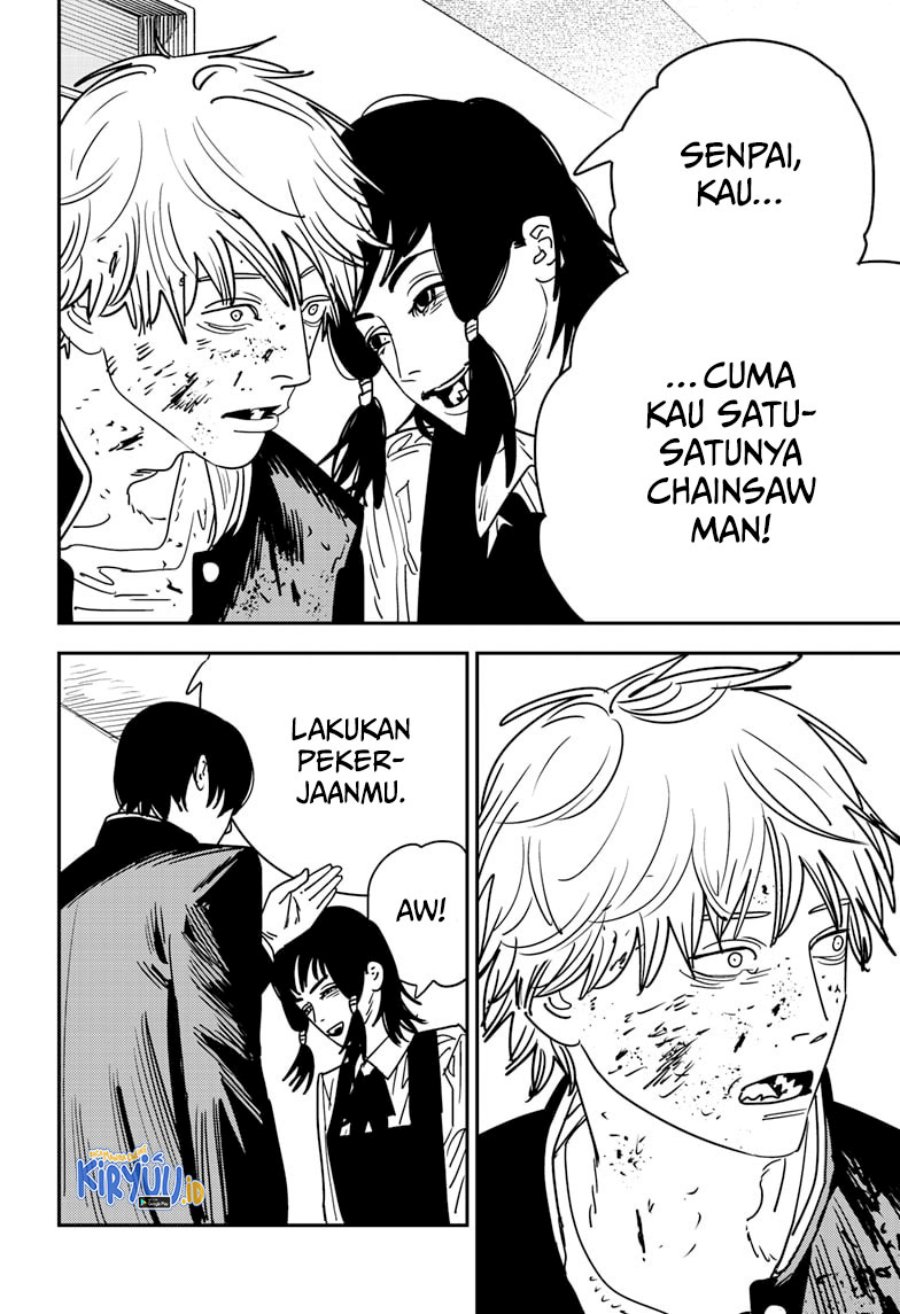 SENPAI,
KAU...
...CUMA
KAU SATU-
SATUNYA
CHAINSAW
MAN!
LAKUKAN
PEKER-
JAANMU.
AW!
KIRYUU.iD